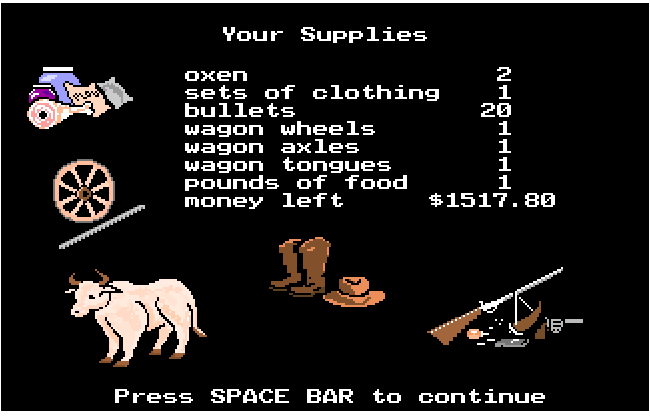 Your Supplies
oxen 2
sets of clothing 1
bullets 20
wagon wheels 1
wagon axles 1
wagon tongues 1
pounds of food 1
money left $1517.80
Press SPACE BAR to continue